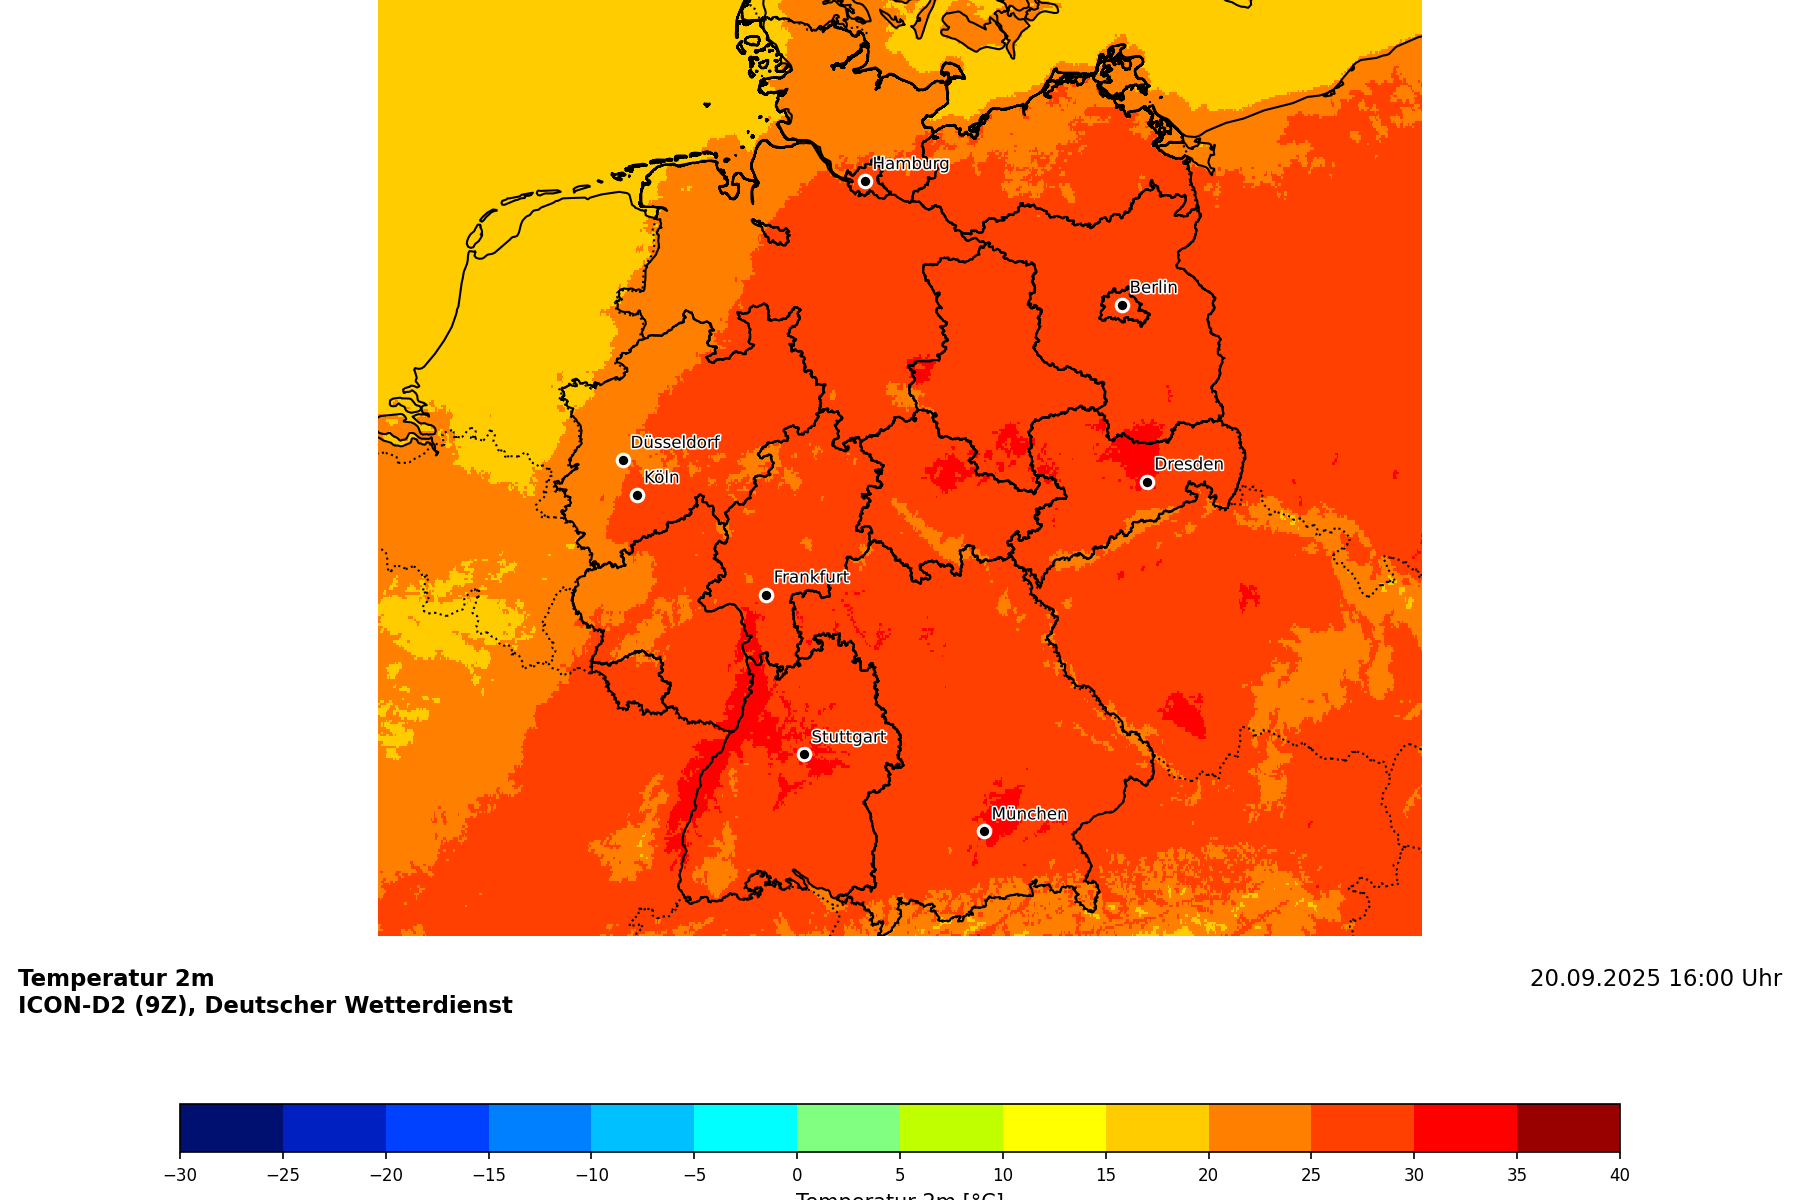 Hamburg
Berlin
Düsseldorf
Köln
Dresden
Frankfurt
Stuttgart
München
Temperatur 2m
ICON-D2 (9Z), Deutscher Wetterdienst
20.09.2025 16:00 Uhr
−30 −25 −20 −15 −10 −5 0 5 10 15 20 25 30 35 40
Temperatur 2m [°C]